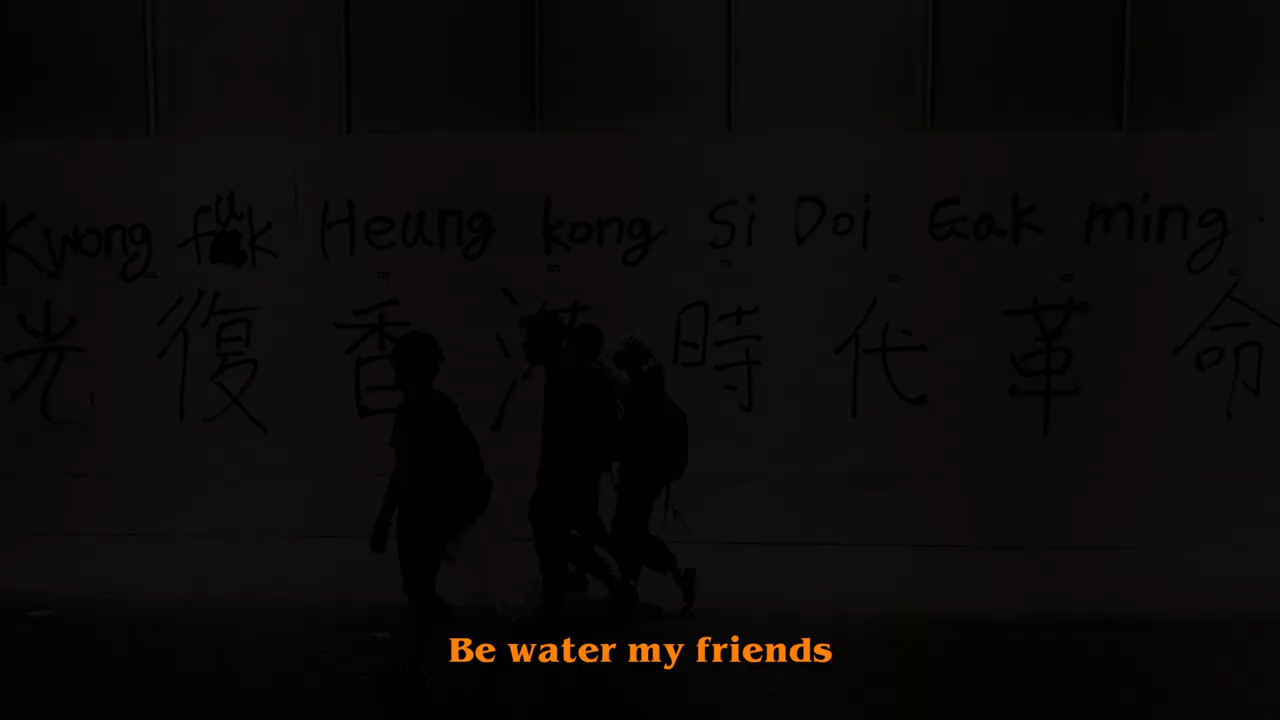 Kwong fuk Heung kong Si Doi Gak ming
光復香港時代革命
Be water my friends